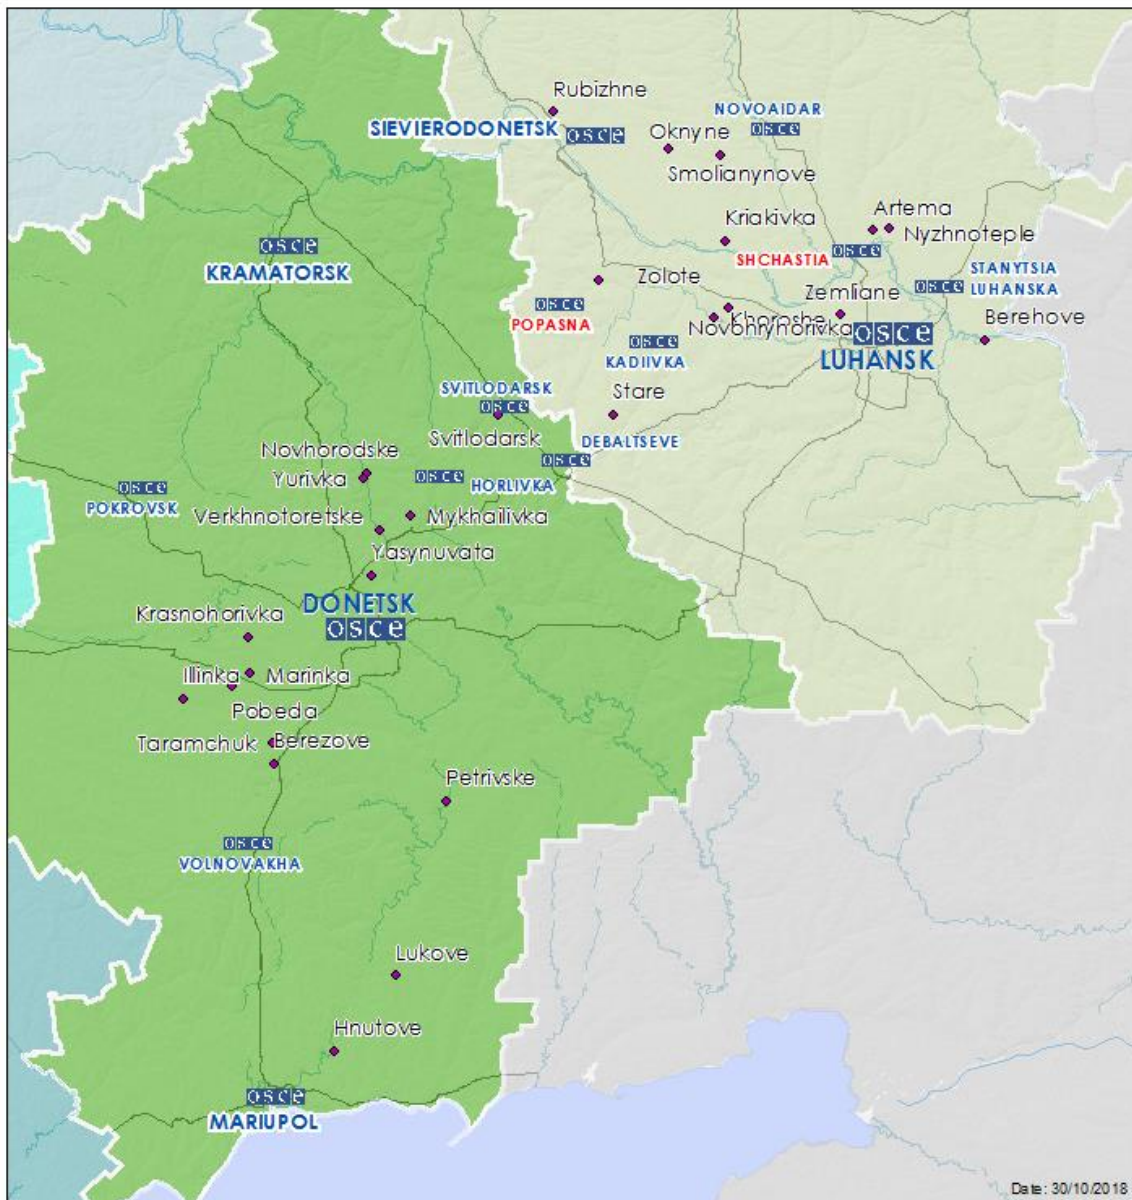 Rubizhne
NOVOAIDAR
osce
SIEVIERODONETSK
osce
Oknyne
Smolianynove
Artema
Nyzhnoteple
Kriakivka
osce
KRAMATORSK
SHCHASTIA
osce
STANYTSIA
LUHANSKA
osce
Zolote
Zemliane
osce
POPASNA
Khoroshe
Novohryhorivka
Berehove
osce
LUHANSK
osce
KADIIVKA
SVITLODARSK
osce
Stare
Svitlodarsk
DEBALTSEVE
osce
Novhorodske
Yurivka
osce
HORLIVKA
osce
POKROVSK
Verkhnotoretske
Mykhailivka
Yasynuvata
DONETSK
osce
Krasnohorivka
Illinka
Marinka
Pobeda
Taramchuk
Berezove
Petrivske
osce
VOLNOVAKHA
Lukove
Hnutove
osce
MARIUPOL
Date: 30/10/2018